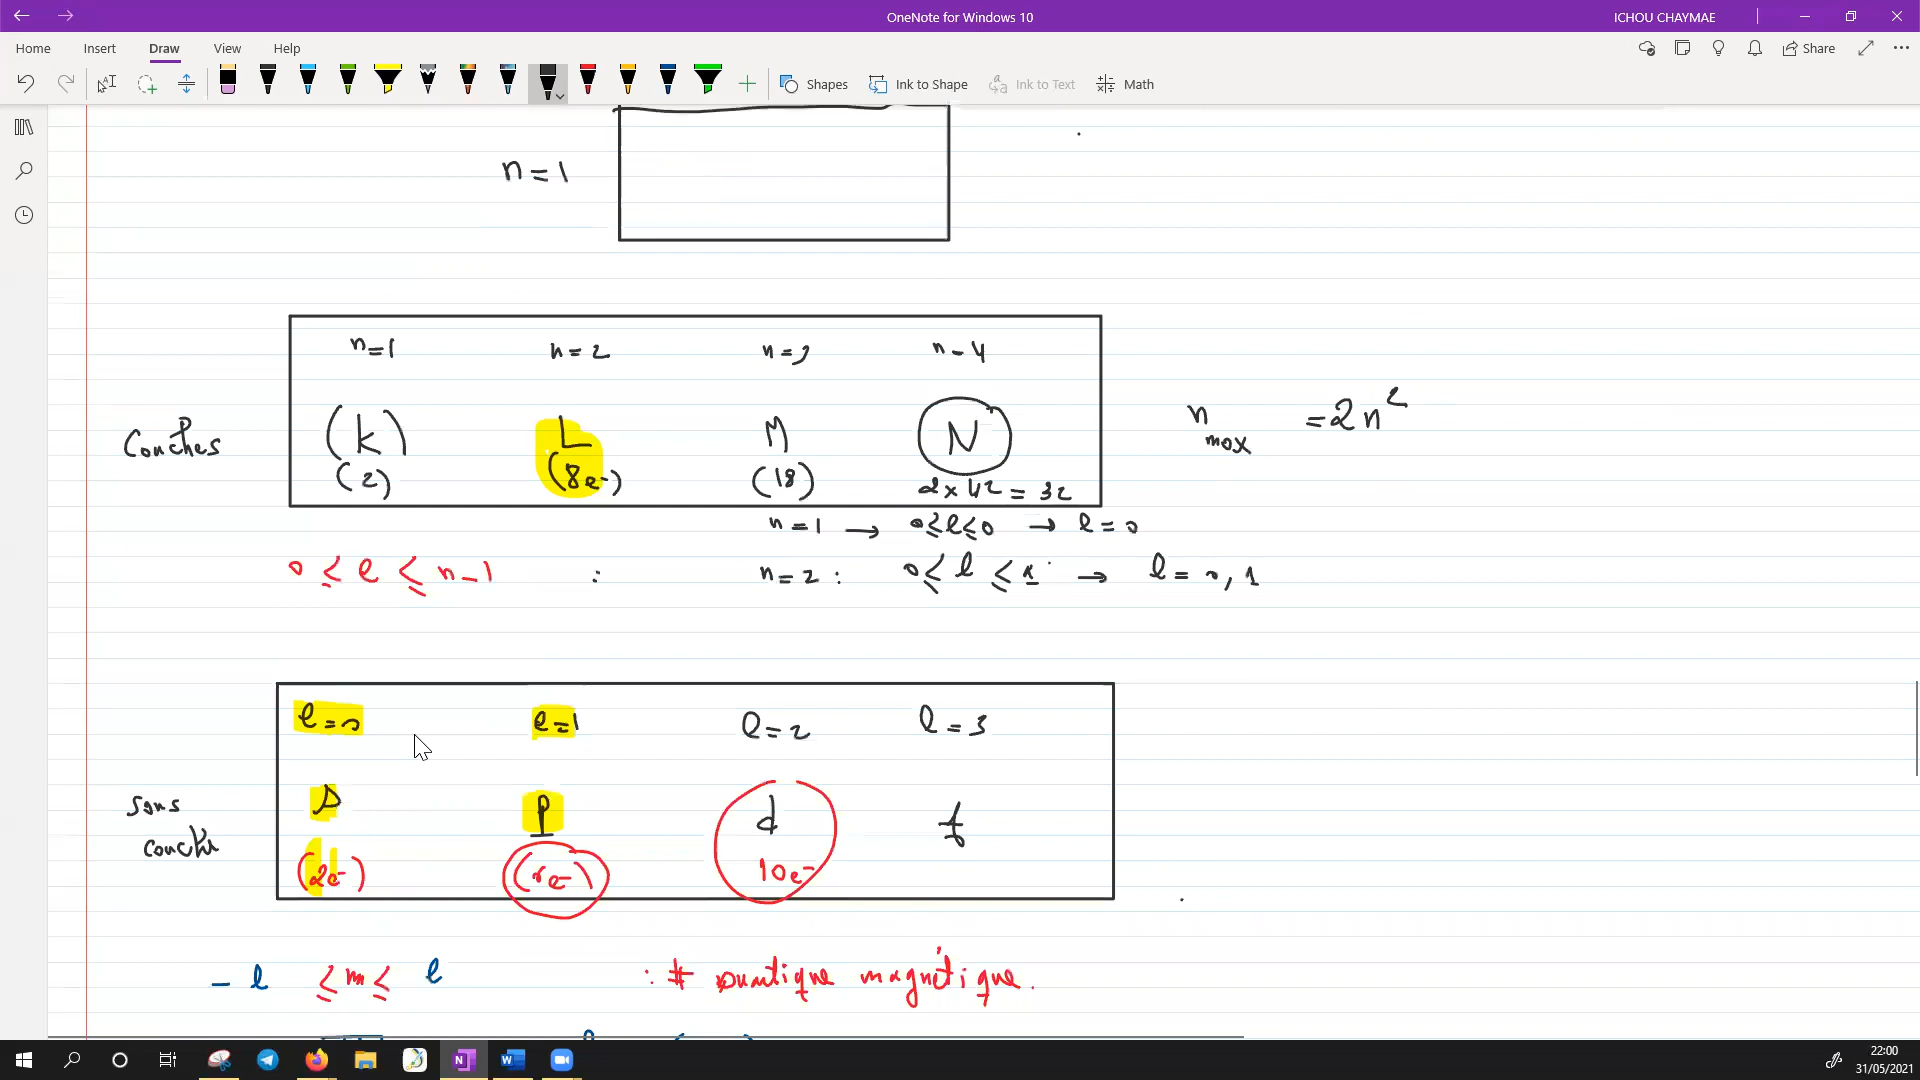 OneNote for Windows 10
ICHOU CHAYMAE
Home Insert Draw View Help
Share
Shapes Ink to Shape Ink to Text Math
n = 1
n=1 n=2 n=3 n-4
Couches
(k) L M N
n max = 2n²
(2) (8e-) (18) 2×4² = 32
n=1 → 0≤l≤0 → l=0
0 ≤ l ≤ n-1 : n=2 : 0≤ l ≤1 → l = 0, 1
l=0 l=1 l=2 l=3
sous couche
s p d f
(2e-) (6e-) 10e-
- l ≤ m ≤ l : # quantique magnétique.
22:00
31/05/2021